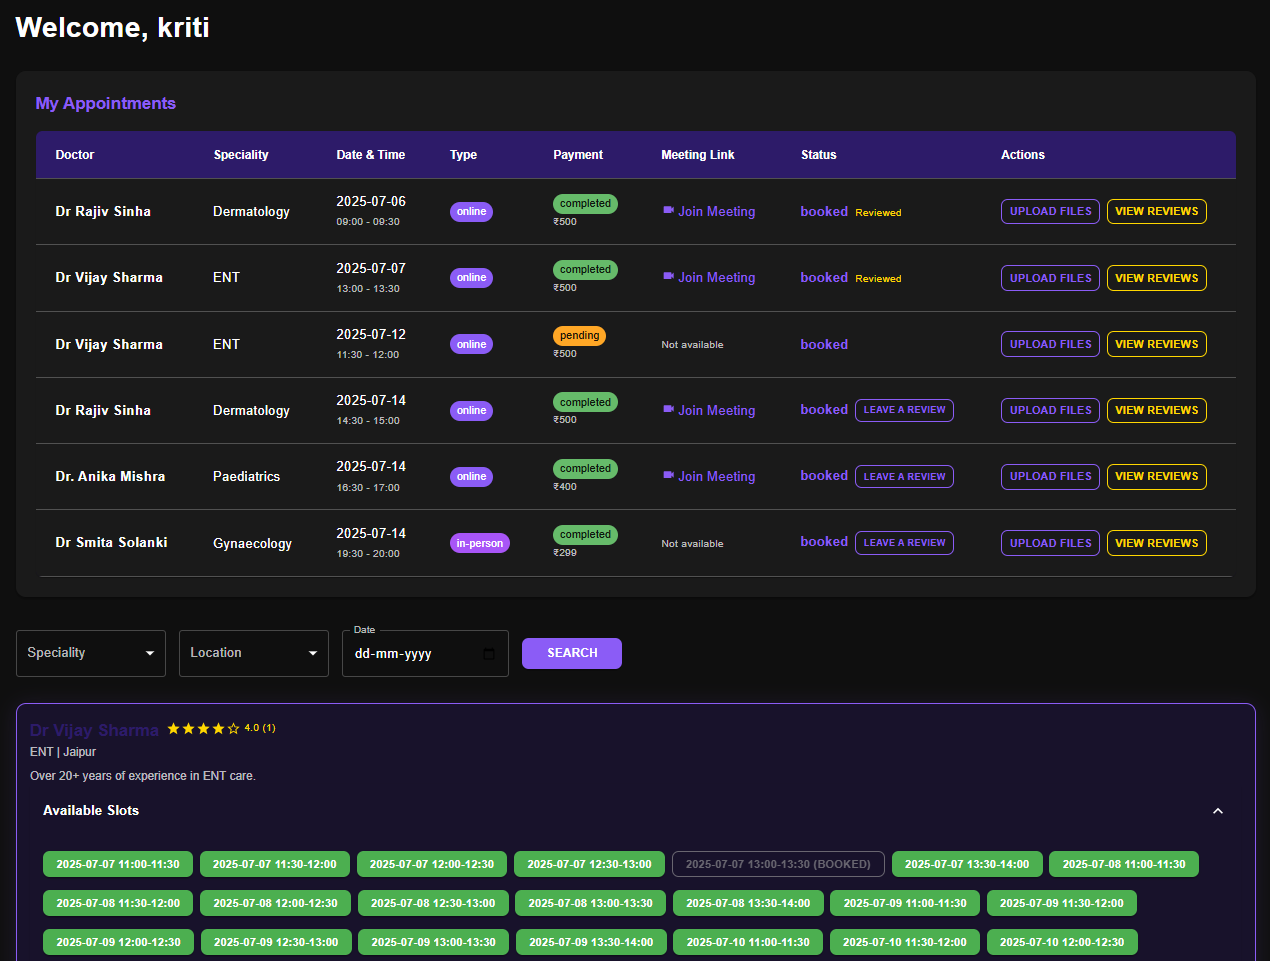 Welcome, kriti
My Appointments
Doctor Speciality Date & Time Type Payment Meeting Link Status Actions
Dr Rajiv Sinha Dermatology 2025-07-06 09:00 - 09:30 online completed ₹500 Join Meeting booked Reviewed UPLOAD FILES VIEW REVIEWS
Dr Vijay Sharma ENT 2025-07-07 13:00 - 13:30 online completed ₹500 Join Meeting booked Reviewed UPLOAD FILES VIEW REVIEWS
Dr Vijay Sharma ENT 2025-07-12 11:30 - 12:00 online pending ₹500 Not available booked UPLOAD FILES VIEW REVIEWS
Dr Rajiv Sinha Dermatology 2025-07-14 14:30 - 15:00 online completed ₹500 Join Meeting booked LEAVE A REVIEW UPLOAD FILES VIEW REVIEWS
Dr. Anika Mishra Paediatrics 2025-07-14 16:30 - 17:00 online completed ₹400 Join Meeting booked LEAVE A REVIEW UPLOAD FILES VIEW REVIEWS
Dr Smita Solanki Gynaecology 2025-07-14 19:30 - 20:00 in-person completed ₹299 Not available booked LEAVE A REVIEW UPLOAD FILES VIEW REVIEWS
Speciality Location Date dd-mm-yyyy SEARCH
Dr Vijay Sharma 4.0 (1)
ENT | Jaipur
Over 20+ years of experience in ENT care.
Available Slots
2025-07-07 11:00-11:30 2025-07-07 11:30-12:00 2025-07-07 12:00-12:30 2025-07-07 12:30-13:00 2025-07-07 13:00-13:30 (BOOKED) 2025-07-07 13:30-14:00 2025-07-08 11:00-11:30
2025-07-08 11:30-12:00 2025-07-08 12:00-12:30 2025-07-08 12:30-13:00 2025-07-08 13:00-13:30 2025-07-08 13:30-14:00 2025-07-09 11:00-11:30 2025-07-09 11:30-12:00
2025-07-09 12:00-12:30 2025-07-09 12:30-13:00 2025-07-09 13:00-13:30 2025-07-09 13:30-14:00 2025-07-10 11:00-11:30 2025-07-10 11:30-12:00 2025-07-10 12:00-12:30